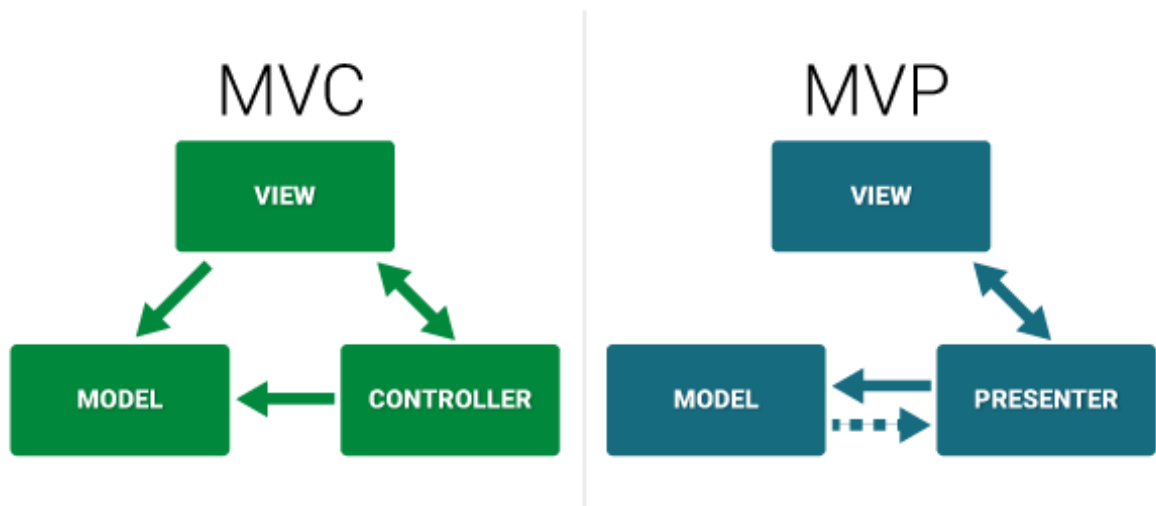 MVC
VIEW
MODEL
CONTROLLER
MVP
VIEW
MODEL
PRESENTER